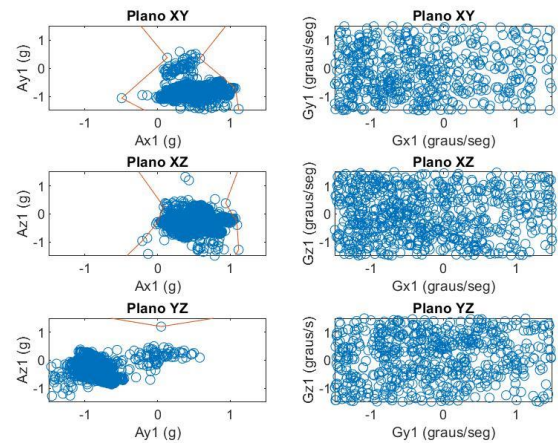 Plano XY
Ay1 (g)
1
0
-1
-1
0
1
Ax1 (g)
Plano XY
Gy1 (graus/seg)
1
0
-1
-1
0
1
Gx1 (graus/seg)
Plano XZ
Az1 (g)
1
0
-1
-1
0
1
Ax1 (g)
Plano XZ
Gz1 (graus/seg)
1
0
-1
-1
0
1
Gx1 (graus/seg)
Plano YZ
Az1 (g)
1
0
-1
-1
0
1
Ay1 (g)
Plano YZ
Gz1 (graus/s)
1
0
-1
-1
0
1
Gy1 (graus/seg)